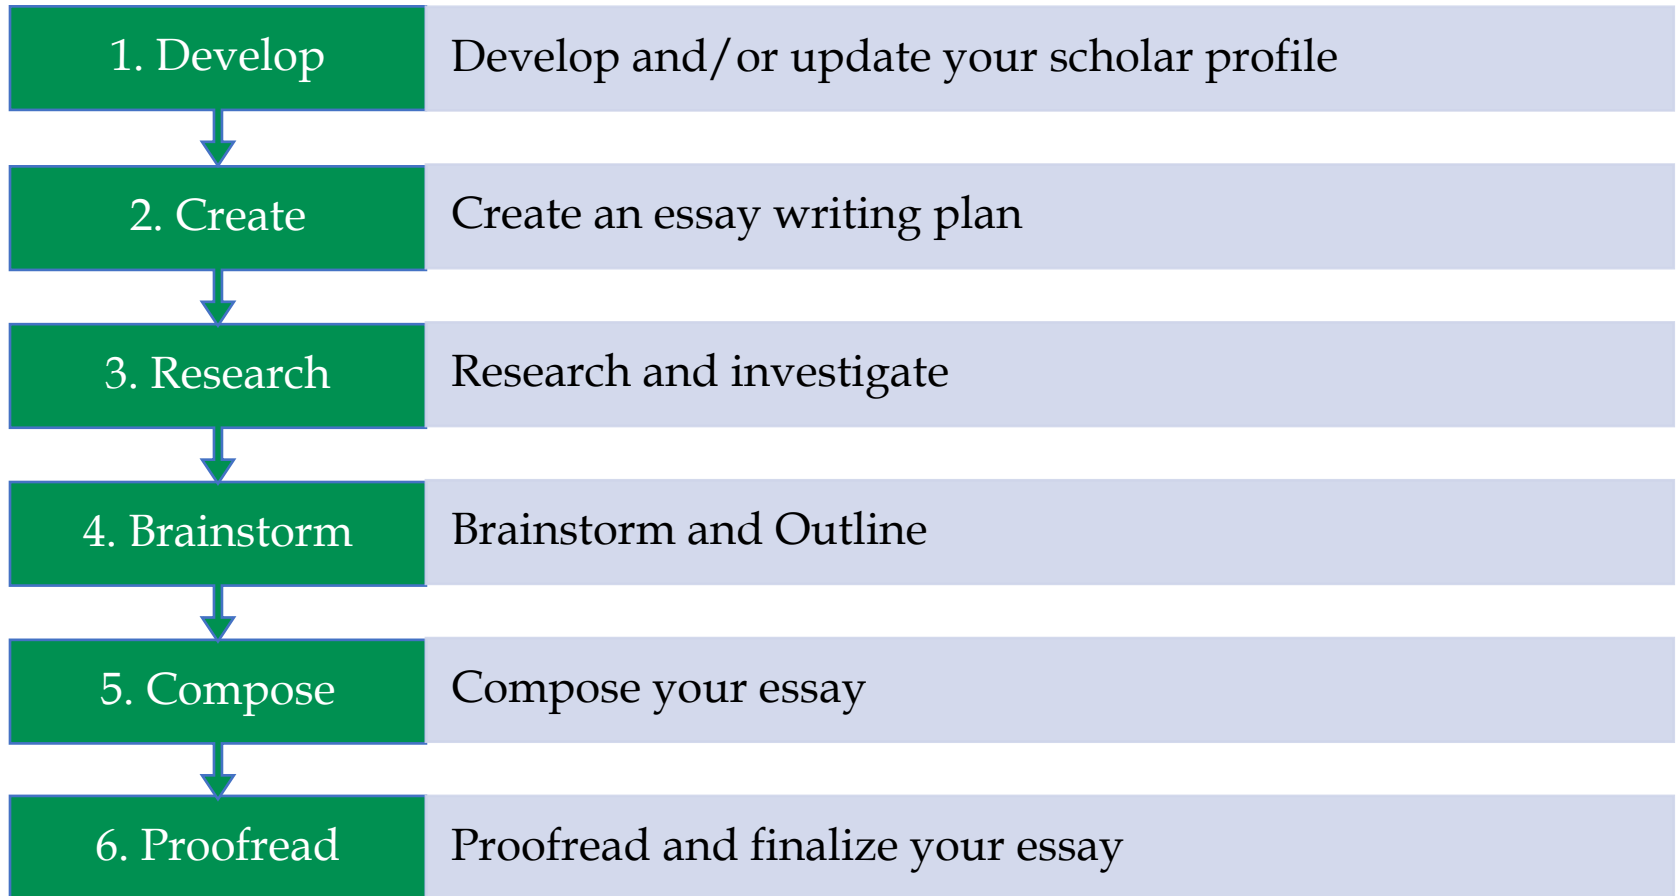 1. Develop
Develop and/or update your scholar profile
2. Create
Create an essay writing plan
3. Research
Research and investigate
4. Brainstorm
Brainstorm and Outline
5. Compose
Compose your essay
6. Proofread
Proofread and finalize your essay